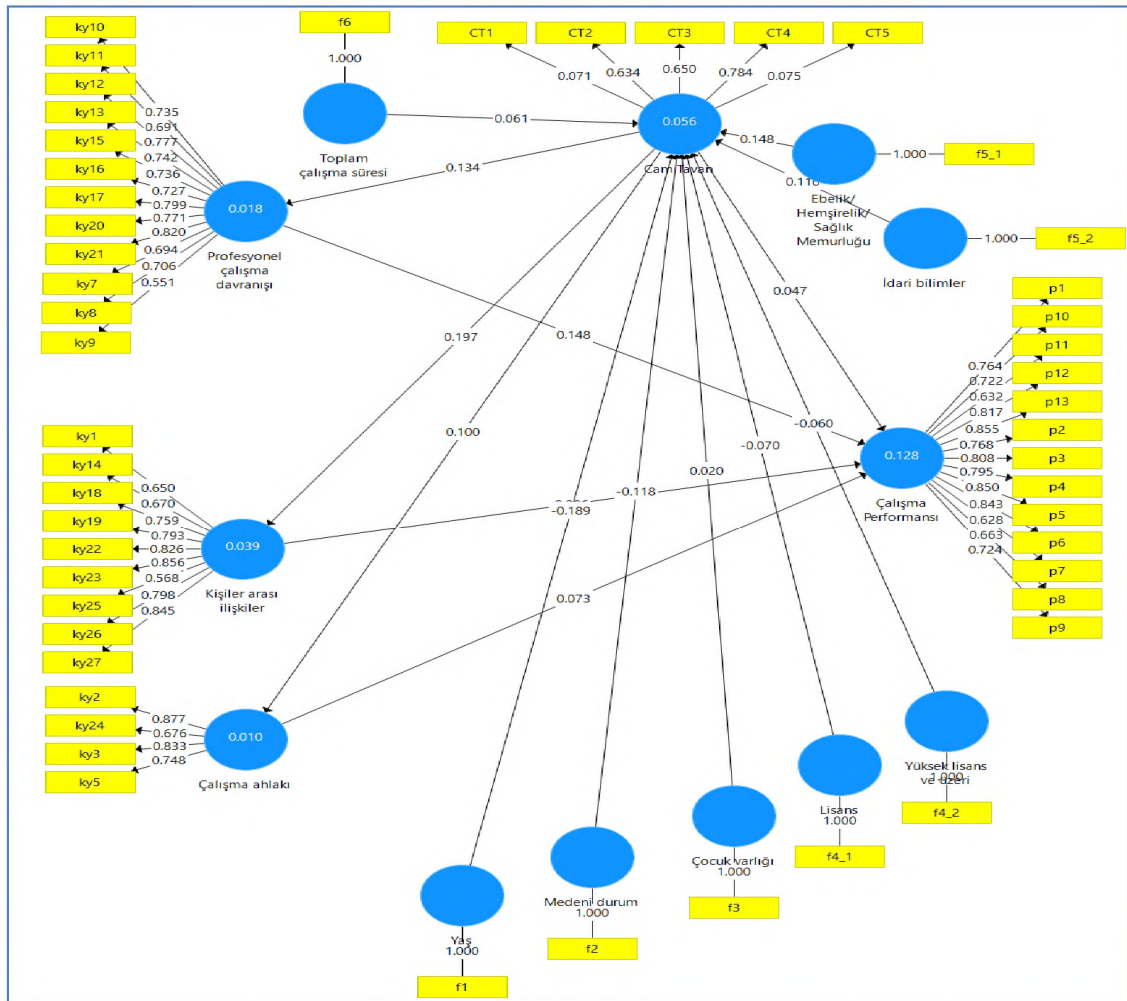 ky10
ky11
ky12
ky13
ky15
ky16
ky17
ky20
ky21
ky7
ky8
ky9
0.735
0.691
0.777
0.742
0.736
0.727
0.799
0.771
0.820
0.694
0.706
0.551
0.018
Profesyonel
çalışma
davranışı
f6
1.000
Toplam
çalışma süresi
0.061
CT1
CT2
CT3
CT4
CT5
0.071
0.634
0.650
0.784
0.075
0.056
Cam Tavan
0.134
0.148
0.110
Ebelik/
Hemşirelik/
Sağlık
Memurluğu
1.000
f5_1
İdari bilimler
1.000
f5_2
0.047
0.148
0.197
0.100
-0.060
-0.070
0.020
-0.118
-0.189
0.073
ky1
ky14
ky18
ky19
ky22
ky23
ky25
ky26
ky27
0.650
0.670
0.759
0.793
0.826
0.856
0.568
0.798
0.845
0.039
Kişiler arası
ilişkiler
ky2
ky24
ky3
ky5
0.877
0.676
0.833
0.748
0.010
Çalışma ahlakı
p1
p10
p11
p12
p13
p2
p3
p4
p5
p6
p7
p8
p9
0.764
0.722
0.632
0.817
0.855
0.768
0.808
0.795
0.850
0.843
0.628
0.663
0.724
0.128
Çalışma
Performansı
Yaş
1.000
f1
Medeni durum
1.000
f2
Çocuk varlığı
1.000
f3
Lisans
1.000
f4_1
Yüksek lisans
ve üzeri
1.000
f4_2